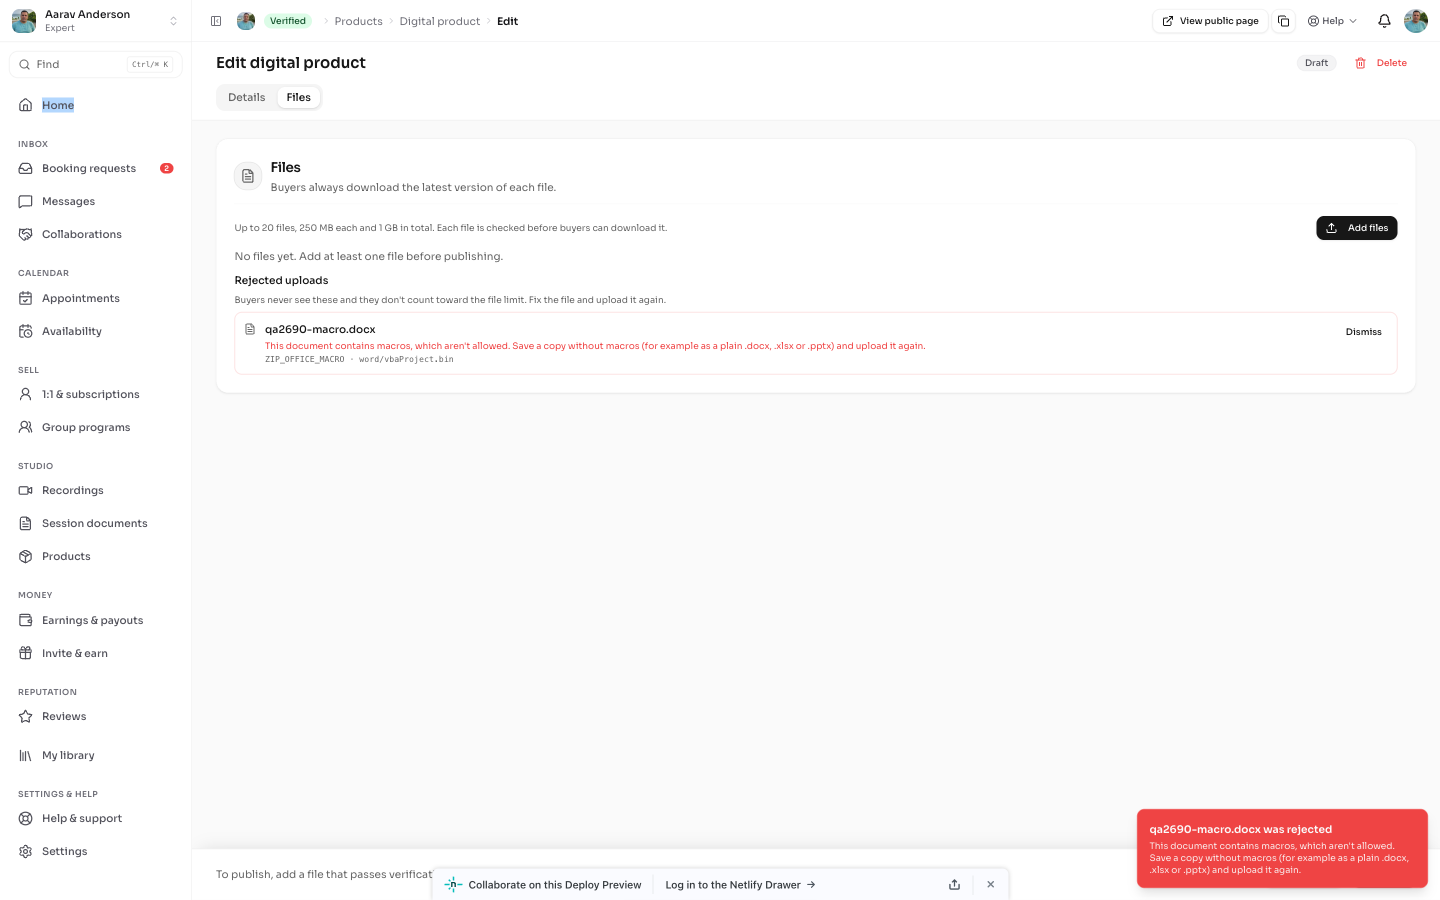 Aarav Anderson
Expert
Find
Ctrl/⌘ K
Home
INBOX
Booking requests
2
Messages
Collaborations
CALENDAR
Appointments
Availability
SELL
1:1 & subscriptions
Group programs
STUDIO
Recordings
Session documents
Products
MONEY
Earnings & payouts
Invite & earn
REPUTATION
Reviews
My library
SETTINGS & HELP
Help & support
Settings
Verified
Products
Digital product
Edit
View public page
Help
Edit digital product
Draft
Delete
Details
Files
Files
Buyers always download the latest version of each file.
Up to 20 files, 250 MB each and 1 GB in total. Each file is checked before buyers can download it.
Add files
No files yet. Add at least one file before publishing.
Rejected uploads
Buyers never see these and they don't count toward the file limit. Fix the file and upload it again.
qa2690-macro.docx
Dismiss
This document contains macros, which aren't allowed. Save a copy without macros (for example as a plain .docx, .xlsx or .pptx) and upload it again.
ZIP_OFFICE_MACRO · word/vbaProject.bin
To publish, add a file that passes verificat
Collaborate on this Deploy Preview
Log in to the Netlify Drawer →
qa2690-macro.docx was rejected
This document contains macros, which aren't allowed.
Save a copy without macros (for example as a plain .docx,
.xlsx or .pptx) and upload it again.